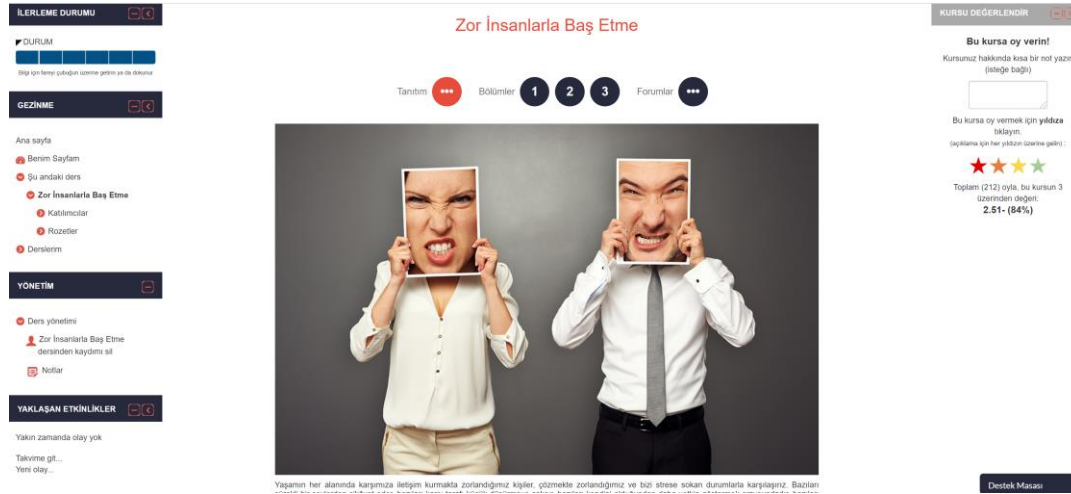 İLERLEME DURUMU
DURUM
Bilgi için fareyi çubuğun üzerine getirin ya da dokunur
GEZİNME
Ana sayfa
Benim Sayfam
Şu andaki ders
Zor İnsanlarla Baş Etme
Katılımcılar
Rozetler
Derslerim
YÖNETİM
Ders yönetimi
Zor İnsanlarla Baş Etme
dersinden kaydımı sil
Notlar
YAKLAŞAN ETKİNLİKLER
Yakın zamanda olay yok
Takvime git...
Yeni olay...
Zor İnsanlarla Baş Etme
Tanıtım ••• Bölümler 1 2 3 Forumlar •••
Yaşamın her alanında karşımıza iletişim kurmakta zorlandığımız kişiler, çözmekte zorlandığımız ve bizi strese sokan durumlarla karşılaşırız. Bazıları
KURSU DEĞERLENDİR
Bu kursa oy verin!
Kursunuz hakkında kısa bir not yazın
(isteğe bağlı)
Bu kursa oy vermek için yıldıza
tıklayın.
(açıklama için her yıldızın üzerine gelin) :
Toplam (212) oyla, bu kursun 3
üzerinden değeri:
2.51- (84%)
Destek Masası